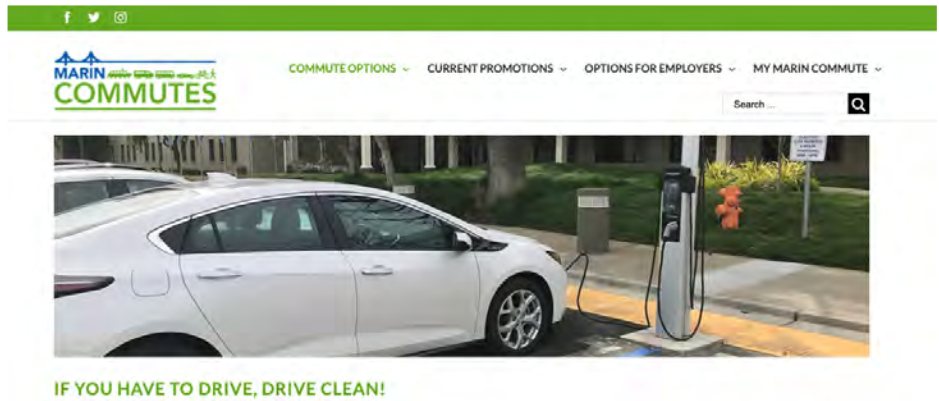 MARIN
COMMUTES
COMMUTE OPTIONS
CURRENT PROMOTIONS
OPTIONS FOR EMPLOYERS
MY MARIN COMMUTE
Search ...
IF YOU HAVE TO DRIVE, DRIVE CLEAN!